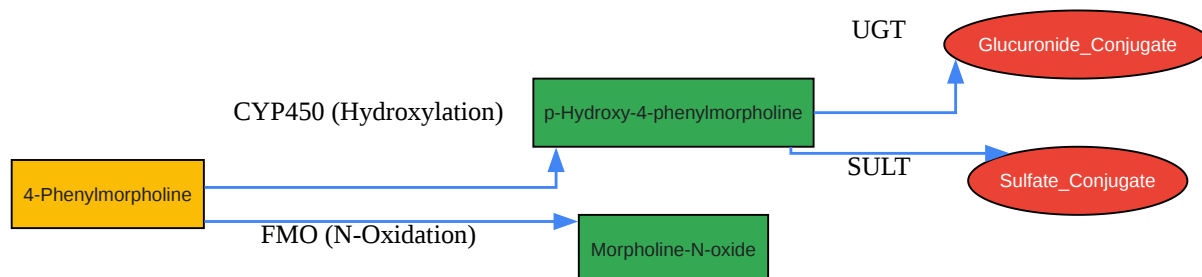 UGT
Glucuronide_Conjugate
CYP450 (Hydroxylation)
p-Hydroxy-4-phenylmorpholine
SULT
Sulfate_Conjugate
4-Phenylmorpholine
FMO (N-Oxidation)
Morpholine-N-oxide